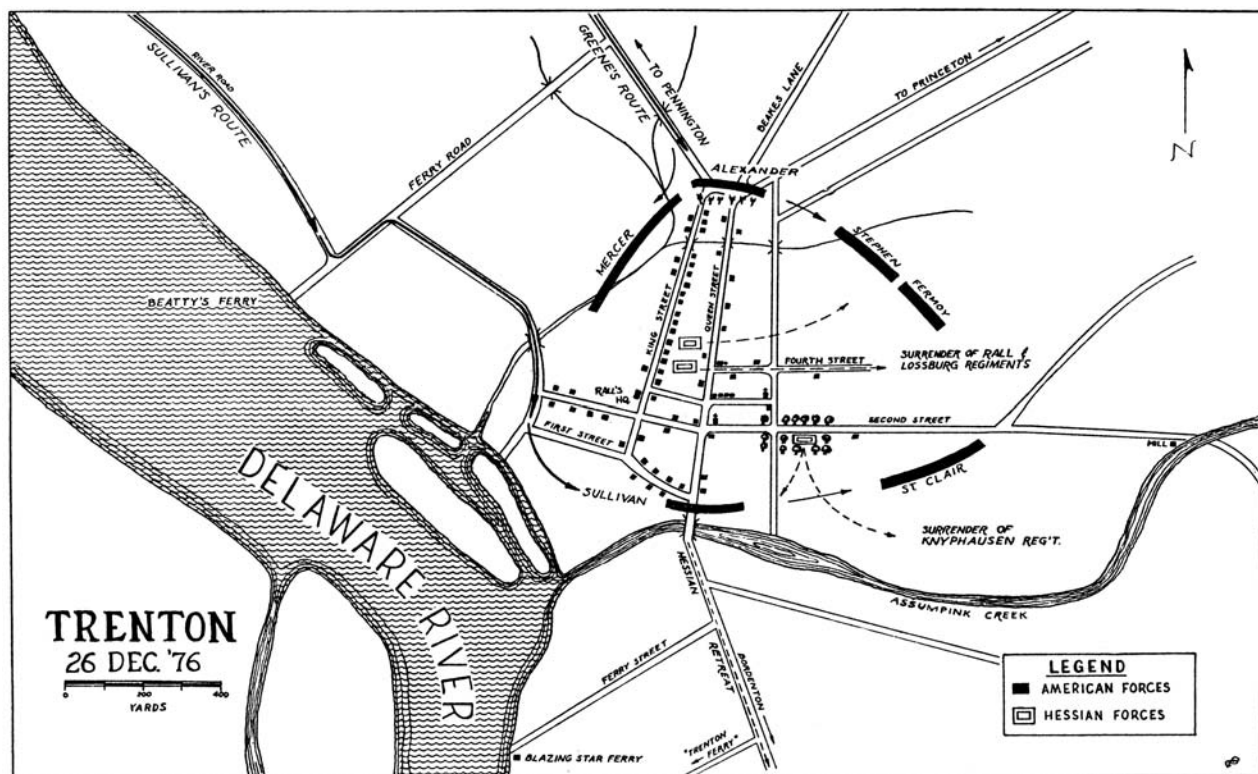 RIVER ROAD
SULLIVAN'S ROUTE
FERRY ROAD
GREENE'S ROUTE
TO PENNINGTON
BEAKES LANE
TO PRINCETON
N
ALEXANDER
MERCER
STEPHEN
FERMOY
BEATTY'S FERRY
KING STREET
QUEEN STREET
FOURTH STREET
SURRENDER OF RALL &
LOSSBURG REGIMENTS
RALL'S
HQ.
FIRST STREET
SECOND STREET
MILL
SULLIVAN
ST CLAIR
SURRENDER OF
KNYPHAUSEN REG'T.
DELAWARE RIVER
HESSIAN
RETREAT
ASSUMPINK CREEK
TRENTON
26 DEC. '76
0 200 400
YARDS
FERRY STREET
BORDENTON
"TRENTON
FERRY"
BLAZING STAR FERRY
LEGEND
AMERICAN FORCES
HESSIAN FORCES